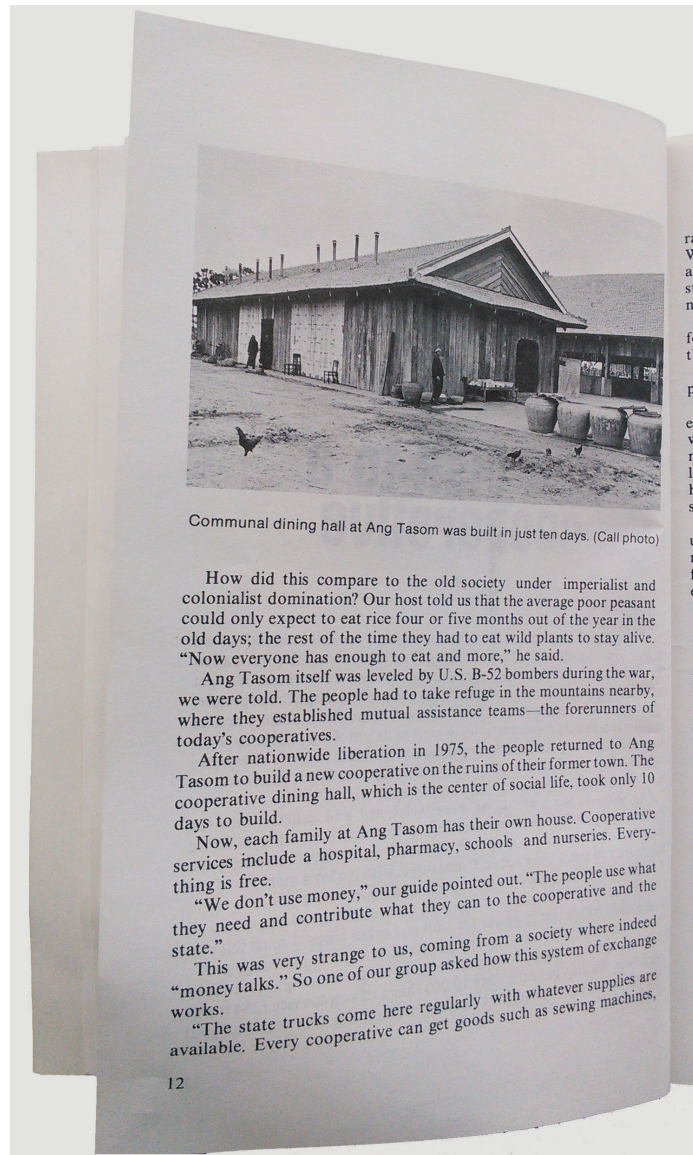 Communal dining hall at Ang Tasom was built in just ten days. (Call photo)
How did this compare to the old society under imperialist and
colonialist domination? Our host told us that the average poor peasant
could only expect to eat rice four or five months out of the year in the
old days; the rest of the time they had to eat wild plants to stay alive.
“Now everyone has enough to eat and more,” he said.
Ang Tasom itself was leveled by U.S. B-52 bombers during the war,
we were told. The people had to take refuge in the mountains nearby,
where they established mutual assistance teams—the forerunners of
today’s cooperatives.
After nationwide liberation in 1975, the people returned to Ang
Tasom to build a new cooperative on the ruins of their former town. The
cooperative dining hall, which is the center of social life, took only 10
days to build.
Now, each family at Ang Tasom has their own house. Cooperative
services include a hospital, pharmacy, schools and nurseries. Every-
thing is free.
“We don’t use money,” our guide pointed out. “The people use what
they need and contribute what they can to the cooperative and the
state.”
This was very strange to us, coming from a society where indeed
“money talks.” So one of our group asked how this system of exchange
works.
“The state trucks come here regularly with whatever supplies are
available. Every cooperative can get goods such as sewing machines,
12